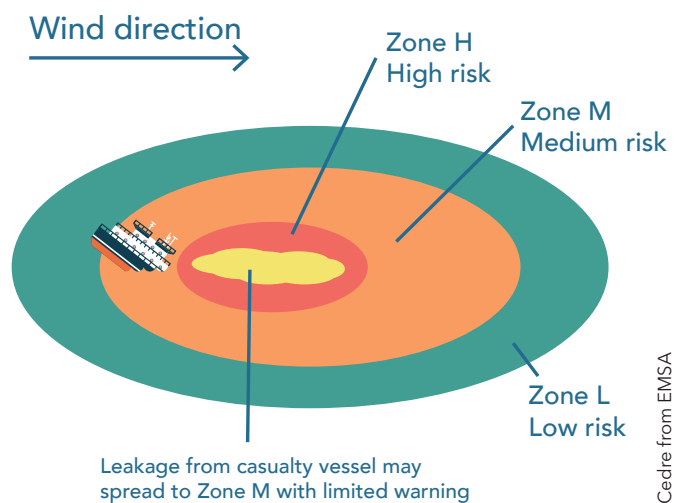 Wind direction
Zone H
High risk
Zone M
Medium risk
Zone L
Low risk
Leakage from casualty vessel may
spread to Zone M with limited warning
Cedre from EMSA